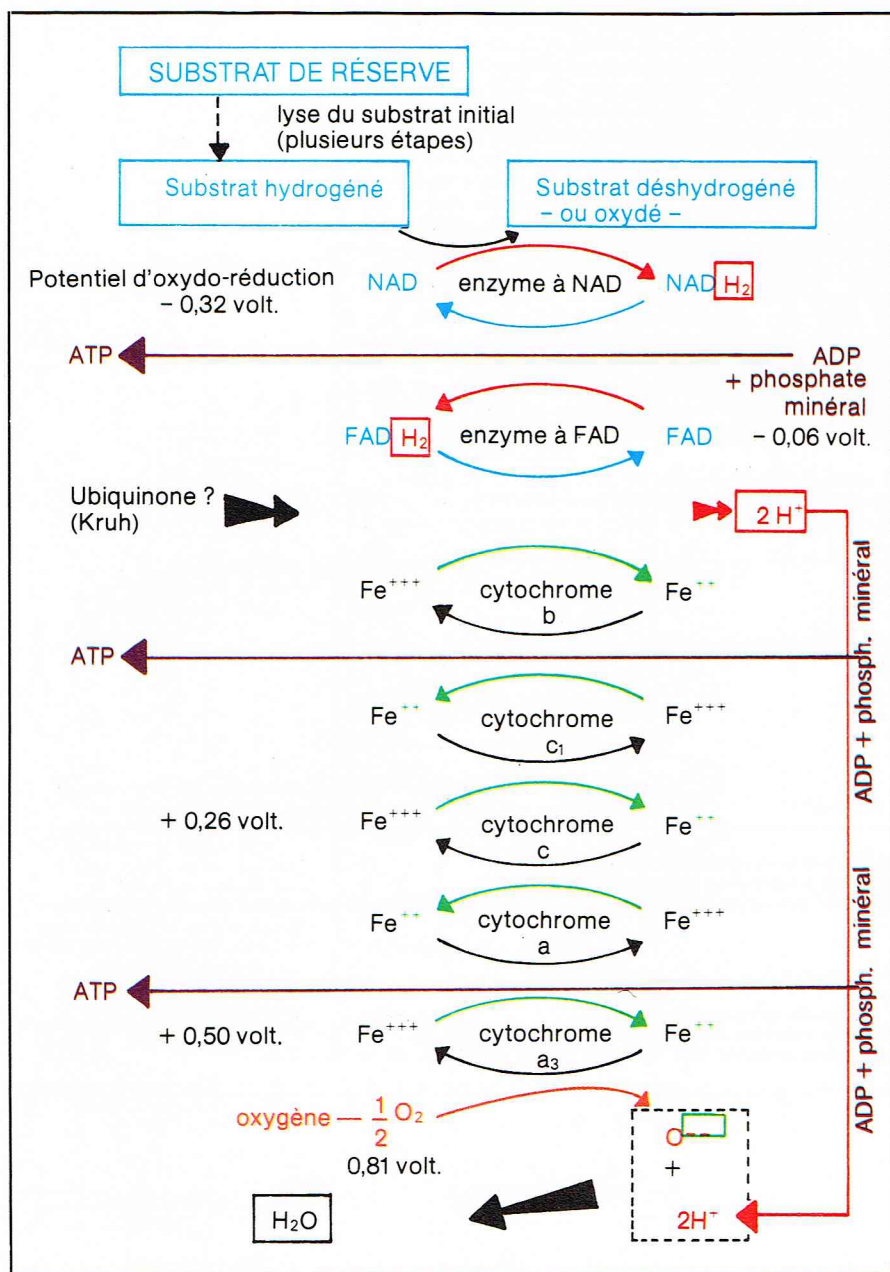 SUBSTRAT DE RÉSERVE
lyse du substrat initial
(plusieurs étapes)
Substrat hydrogéné
Substrat déshydrogéné
– ou oxydé –
Potentiel d'oxydo-réduction
– 0,32 volt.
NAD
enzyme à NAD
NAD H₂
ATP
ADP
+ phosphate
minéral
– 0,06 volt.
FAD H₂
enzyme à FAD
FAD
Ubiquinone ?
(Kruh)
2 H⁺
Fe⁺⁺⁺
cytochrome
b
Fe⁺⁺
ADP + phosph. minéral
ATP
Fe⁺⁺
cytochrome
c₁
Fe⁺⁺⁺
+ 0,26 volt.
Fe⁺⁺⁺
cytochrome
c
Fe⁺⁺
Fe⁺⁺
cytochrome
a
Fe⁺⁺⁺
ADP + phosph. minéral
ATP
+ 0,50 volt.
Fe⁺⁺⁺
cytochrome
a₃
Fe⁺⁺
oxygène — 1/2 O₂
0,81 volt.
O⁻⁻
+
2H⁺
H₂O